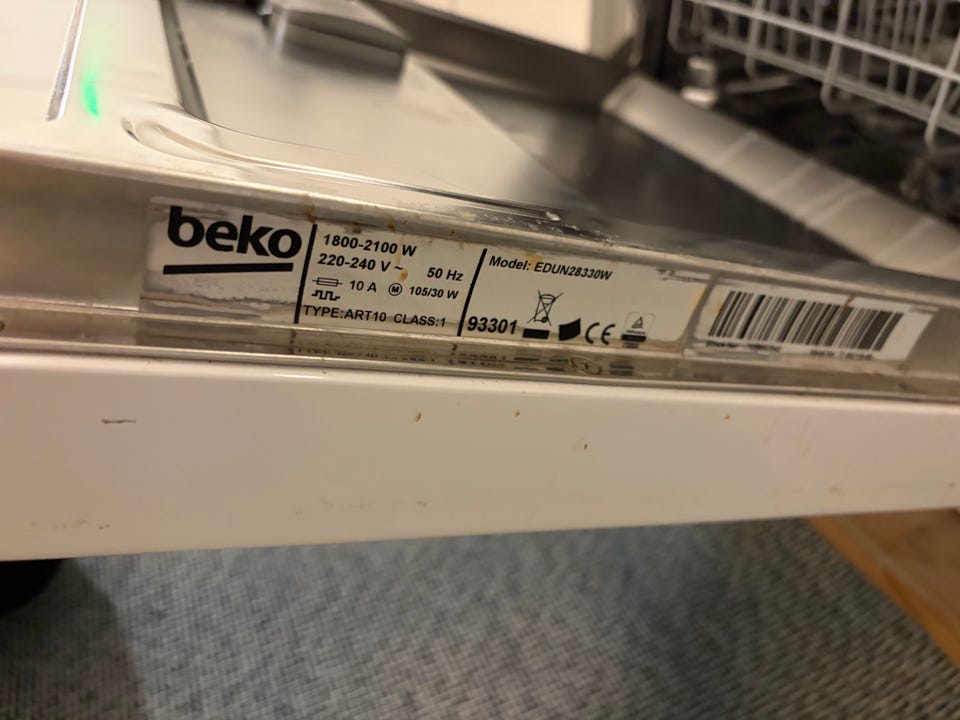 beko
1800-2100 W
220-240 V ~ 50 Hz
10 A M 105/30 W
TYPE:ART10 CLASS:1
Model: EDUN28330W
93301
CE